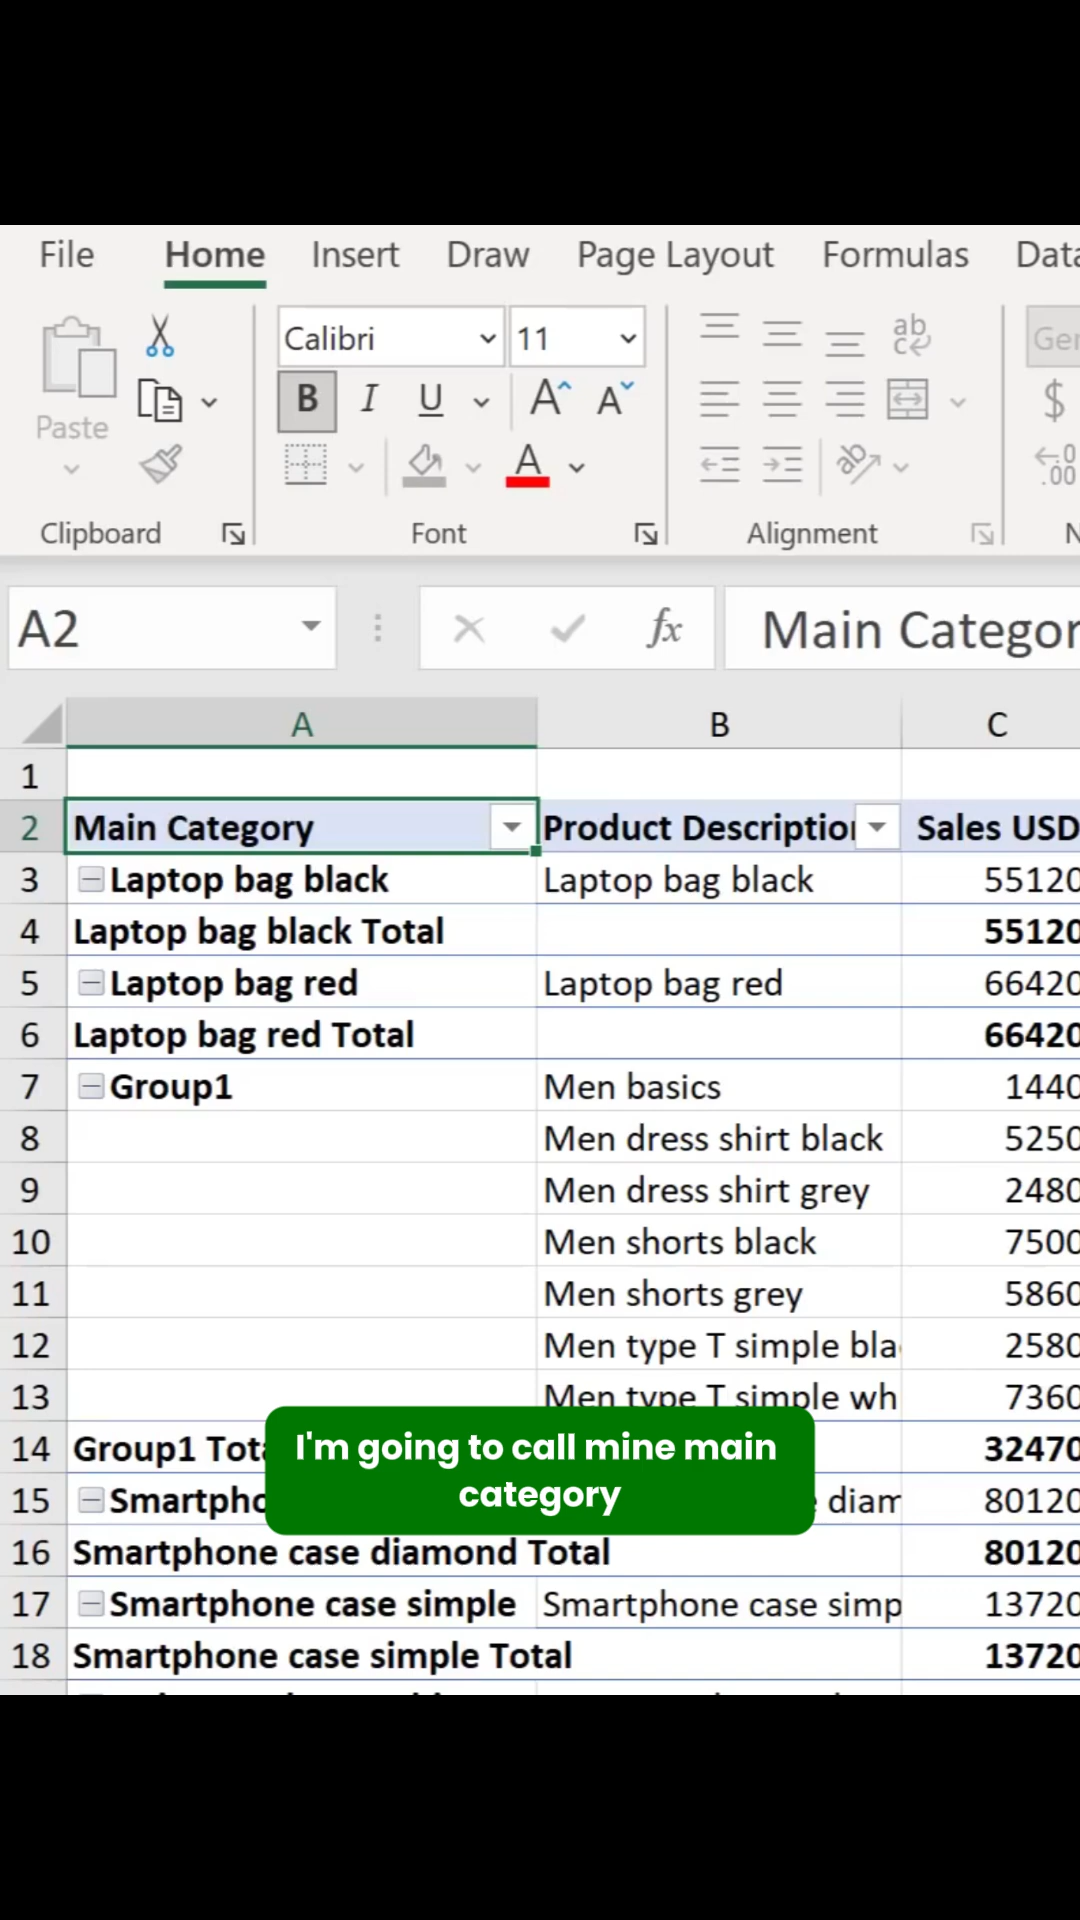 File Home Insert Draw Page Layout Formulas Data
Calibri 11 ab c Ger
Paste B I U A A $
A ab ←.0 .00
Clipboard Font Alignment N
A2 fx Main Categor
A B C
1
2 Main Category Product Description Sales USD
3 Laptop bag black Laptop bag black 55120
4 Laptop bag black Total 55120
5 Laptop bag red Laptop bag red 66420
6 Laptop bag red Total 66420
7 Group1 Men basics 1440
8 Men dress shirt black 5250
9 Men dress shirt grey 2480
10 Men shorts black 7500
11 Men shorts grey 5860
12 Men type T simple bla 2580
13 Men type T simple wh 7360
14 Group1 Tot 32470
15 Smartpho diam 80120
16 Smartphone case diamond Total 80120
17 Smartphone case simple Smartphone case simp 13720
18 Smartphone case simple Total 13720
I'm going to call mine main
category